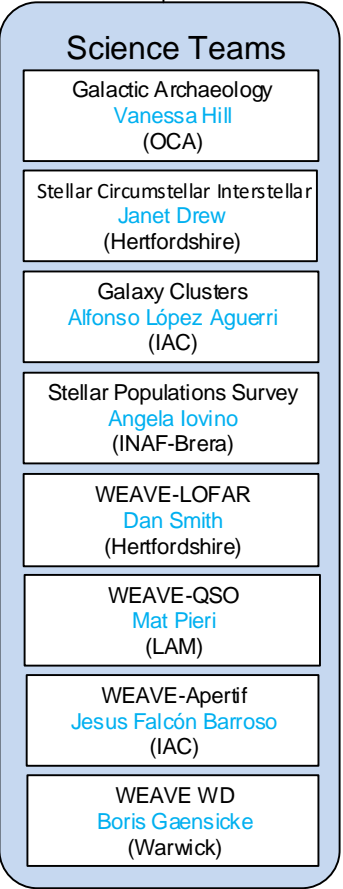 Science Teams
Galactic Archaeology
Vanessa Hill
(OCA)
Stellar Circumstellar Interstellar
Janet Drew
(Hertfordshire)
Galaxy Clusters
Alfonso López Aguerri
(IAC)
Stellar Populations Survey
Angela Iovino
(INAF-Brera)
WEAVE-LOFAR
Dan Smith
(Hertfordshire)
WEAVE-QSO
Mat Pieri
(LAM)
WEAVE-Apertif
Jesus Falcón Barroso
(IAC)
WEAVE WD
Boris Gaensicke
(Warwick)